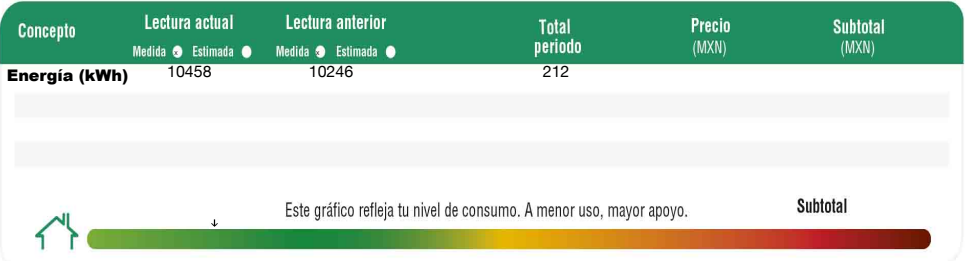 Concepto Lectura actual Lectura anterior Total periodo Precio (MXN) Subtotal (MXN)
Medida x Estimada Medida x Estimada
Energía (kWh) 10458 10246 212
Este gráfico refleja tu nivel de consumo. A menor uso, mayor apoyo. Subtotal